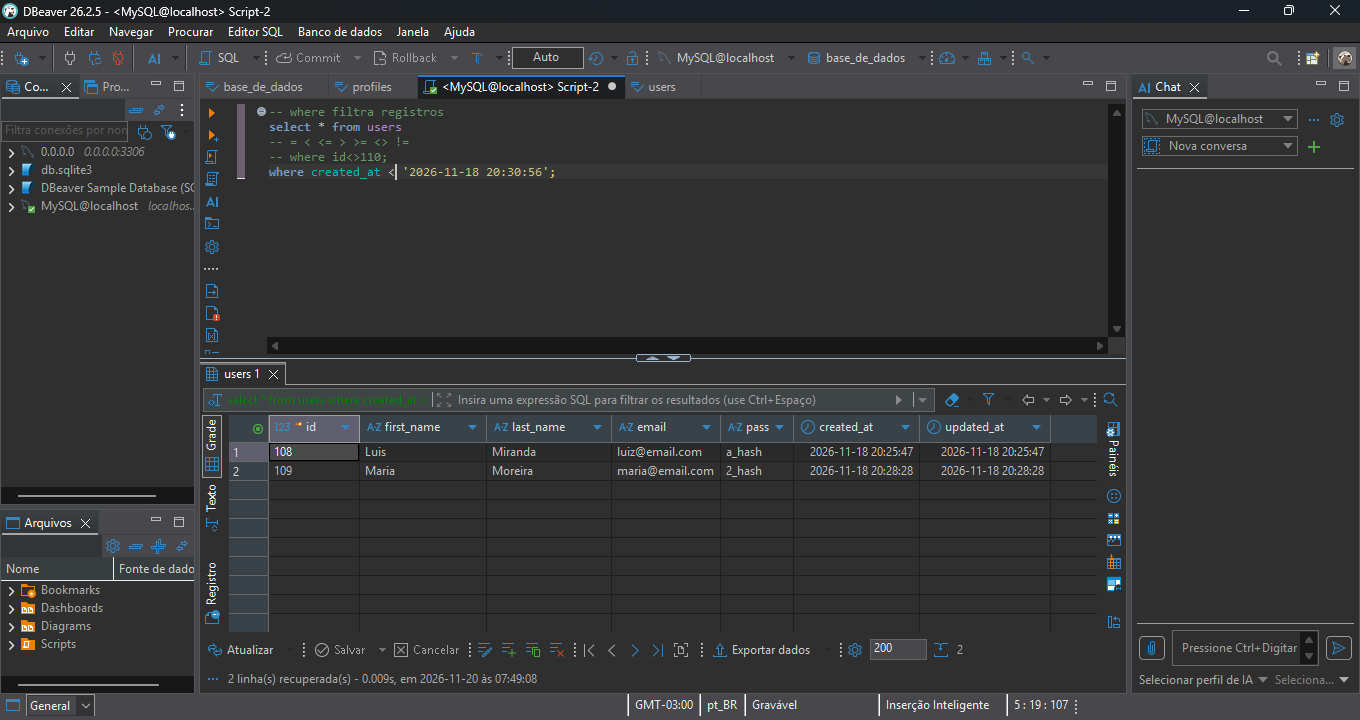 DBeaver 26.2.5 - <MySQL@localhost> Script-2
Arquivo Editar Navegar Procurar Editor SQL Banco de dados Janela Ajuda
AI SQL Commit Rollback T Auto MySQL@localhost base_de_dados
Co... Pro...
base_de_dados profiles <MySQL@localhost> Script-2 users
Filtra conexões por nom
0.0.0.0 0.0.0.0:3306
db.sqlite3
DBeaver Sample Database (SQ
MySQL@localhost localhos...
-- where filtra registros
select * from users
-- = < <= > >= <> !=
-- where id<>110;
where created_at < '2026-11-18 20:30:56';
AI
AI Chat
MySQL@localhost
Nova conversa
users 1
select * from users where created_at <
Insira uma expressão SQL para filtrar os resultados (use Ctrl+Espaço)
Grade
Texto
Registro
123 id A-Z first_name A-Z last_name A-Z email A-Z pass created_at updated_at
1 108 Luis Miranda luiz@email.com a_hash 2026-11-18 20:25:47 2026-11-18 20:25:47
2 109 Maria Moreira maria@email.com 2_hash 2026-11-18 20:28:28 2026-11-18 20:28:28
Painéis
Arquivos
Nome Fonte de dado
Bookmarks
Dashboards
Diagrams
Scripts
Atualizar Salvar Cancelar Exportar dados 200 2
2 linha(s) recuperada(s) - 0.009s, em 2026-11-20 às 07:49:08
Pressione Ctrl+Digitar
Selecionar perfil de IA Seleciona...
General
GMT-03:00 pt_BR Gravável Inserção Inteligente 5 : 19 : 107